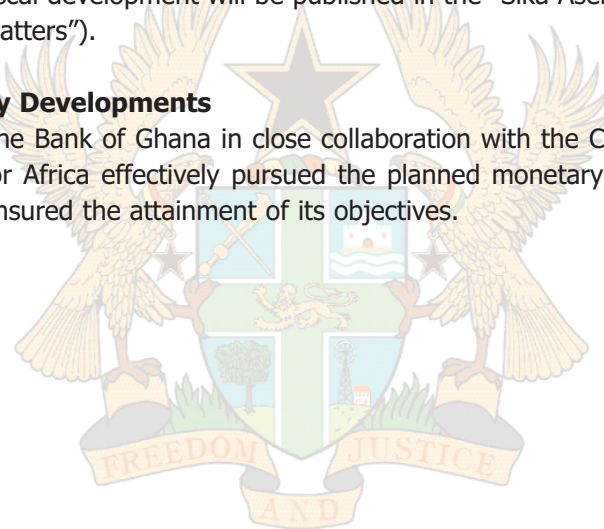 scal development will be published in the "Sika Ase
atters").
y Developments
he Bank of Ghana in close collaboration with the C
or Africa effectively pursued the planned monetary
nsured the attainment of its objectives.
FREEDOM JUSTICE
AND